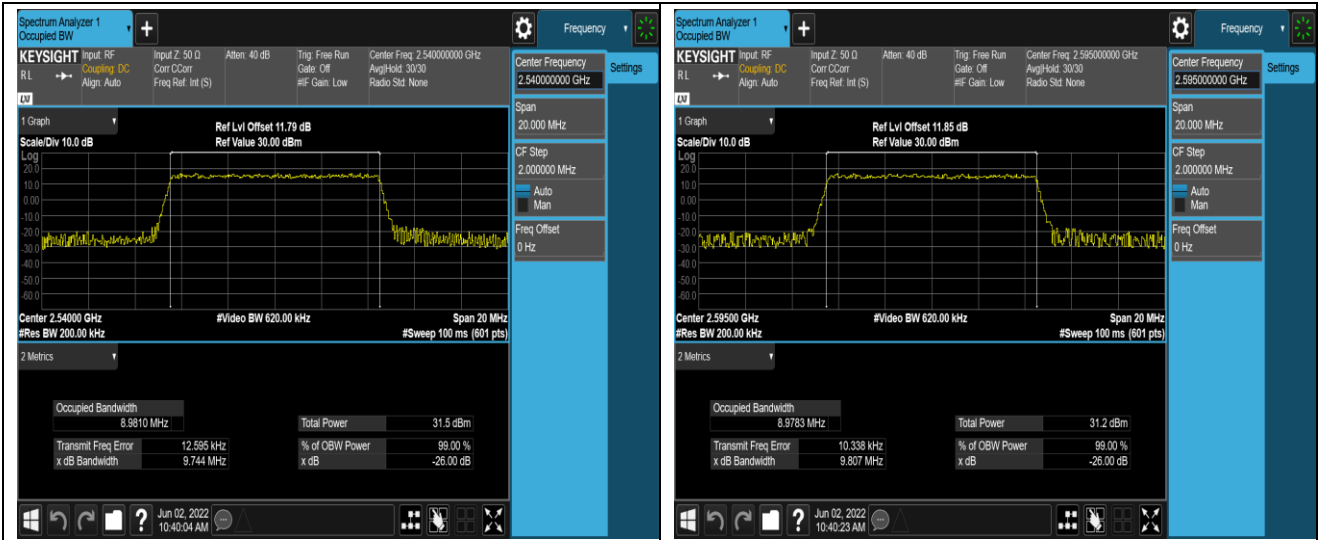 Spectrum Analyzer 1
Occupied BW
Frequency
KEYSIGHT
Input: RF
Coupling: DC
Align: Auto
Input Z: 50 Ω
Corr CCorr
Freq Ref: Int (S)
Atten: 40 dB
Trig: Free Run
Gate: Off
#IF Gain: Low
Center Freq: 2.540000000 GHz
Avg|Hold: 30/30
Radio Std: None
RL
LXI
Center Frequency
2.540000000 GHz
Settings
Span
20.000 MHz
CF Step
2.000000 MHz
Auto
Man
Freq Offset
0 Hz
1 Graph
Ref Lvl Offset 11.79 dB
Scale/Div 10.0 dB
Ref Value 30.00 dBm
Log
20.0
10.0
0.00
-10.0
-20.0
-30.0
-40.0
-50.0
-60.0
Center 2.54000 GHz
#Video BW 620.00 kHz
Span 20 MHz
#Res BW 200.00 kHz
#Sweep 100 ms (601 pts)
2 Metrics
Occupied Bandwidth
8.9810 MHz
Total Power 31.5 dBm
Transmit Freq Error 12.595 kHz
% of OBW Power 99.00 %
x dB Bandwidth 9.744 MHz
x dB -26.00 dB
?
Jun 02, 2022
10:40:04 AM
Spectrum Analyzer 1
Occupied BW
Frequency
KEYSIGHT
Input: RF
Coupling: DC
Align: Auto
Input Z: 50 Ω
Corr CCorr
Freq Ref: Int (S)
Atten: 40 dB
Trig: Free Run
Gate: Off
#IF Gain: Low
Center Freq: 2.595000000 GHz
Avg|Hold: 30/30
Radio Std: None
RL
LXI
Center Frequency
2.595000000 GHz
Settings
Span
20.000 MHz
CF Step
2.000000 MHz
Auto
Man
Freq Offset
0 Hz
1 Graph
Ref Lvl Offset 11.85 dB
Scale/Div 10.0 dB
Ref Value 30.00 dBm
Log
20.0
10.0
0.00
-10.0
-20.0
-30.0
-40.0
-50.0
-60.0
Center 2.59500 GHz
#Video BW 620.00 kHz
Span 20 MHz
#Res BW 200.00 kHz
#Sweep 100 ms (601 pts)
2 Metrics
Occupied Bandwidth
8.9783 MHz
Total Power 31.2 dBm
Transmit Freq Error 10.338 kHz
% of OBW Power 99.00 %
x dB Bandwidth 9.807 MHz
x dB -26.00 dB
?
Jun 02, 2022
10:40:23 AM